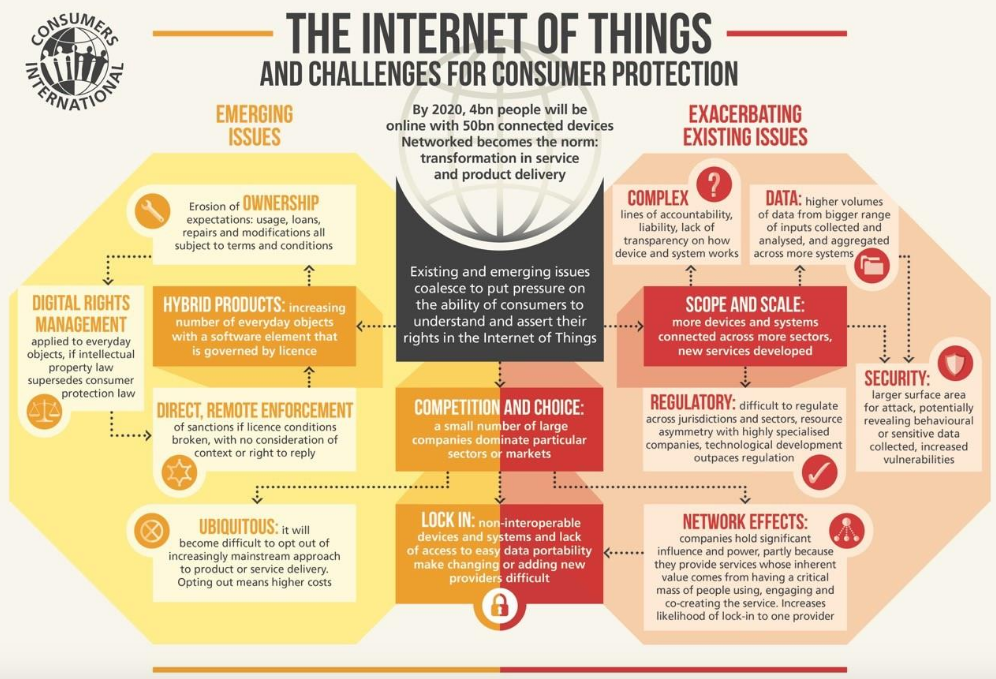 CONSUMERS
INTERNATIONAL
THE INTERNET OF THINGS
AND CHALLENGES FOR CONSUMER PROTECTION
By 2020, 4bn people will be
online with 50bn connected devices
Networked becomes the norm:
transformation in service
and product delivery
EMERGING
ISSUES
Erosion of OWNERSHIP
expectations: usage, loans,
repairs and modifications all
subject to terms and conditions
DIGITAL RIGHTS
MANAGEMENT
applied to everyday
objects, if intellectual
property law
supersedes consumer
protection law
HYBRID PRODUCTS: increasing
number of everyday objects
with a software element that
is governed by licence
DIRECT, REMOTE ENFORCEMENT
of sanctions if licence conditions
broken, with no consideration of
context or right to reply
UBIQUITOUS: it will
become difficult to opt out of
increasingly mainstream approach
to product or service delivery.
Opting out means higher costs
Existing and emerging issues
coalesce to put pressure on
the ability of consumers to
understand and assert their
rights in the Internet of Things
COMPETITION AND CHOICE:
a small number of large
companies dominate particular
sectors or markets
LOCK IN: non-interoperable
devices and systems and lack
of access to easy data portability
make changing or adding new
providers difficult
EXACERBATING
EXISTING ISSUES
COMPLEX
lines of accountability,
liability, lack of
transparency on how
device and system works
?
DATA: higher volumes
of data from bigger range
of inputs collected and
analysed, and aggregated
across more systems
SCOPE AND SCALE:
more devices and systems
connected across more sectors,
new services developed
REGULATORY: difficult to regulate
across jurisdictions and sectors, resource
asymmetry with highly specialised
companies, technological development
outpaces regulation
SECURITY:
larger surface area
for attack, potentially
revealing behavioural
or sensitive data
collected, increased
vulnerabilities
NETWORK EFFECTS:
companies hold significant
influence and power, partly because
they provide services whose inherent
value comes from having a critical
mass of people using, engaging and
co-creating the service. Increases
likelihood of lock-in to one provider